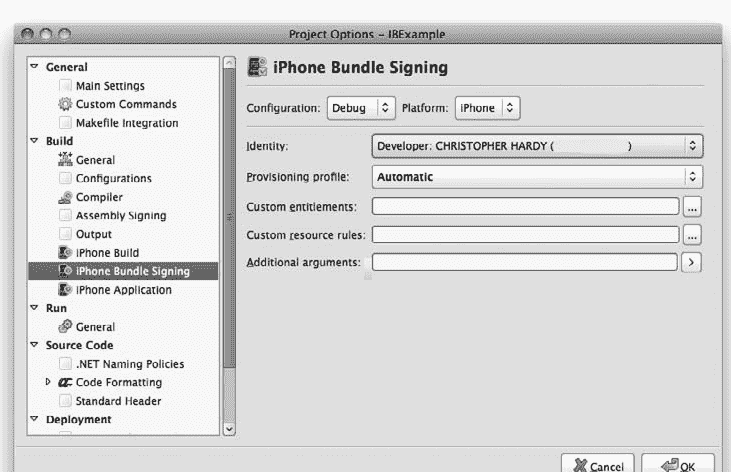 Project Options – IBExample
General
Main Settings
Custom Commands
Makefile Integration
Build
General
Configurations
Compiler
Assembly Signing
Output
iPhone Build
iPhone Bundle Signing
iPhone Application
Run
General
Source Code
.NET Naming Policies
Code Formatting
Standard Header
Deployment
iPhone Bundle Signing
Configuration: Debug Platform: iPhone
Identity: Developer: CHRISTOPHER HARDY ( )
Provisioning profile: Automatic
Custom entitlements: ...
Custom resource rules: ...
Additional arguments: >
Cancel OK